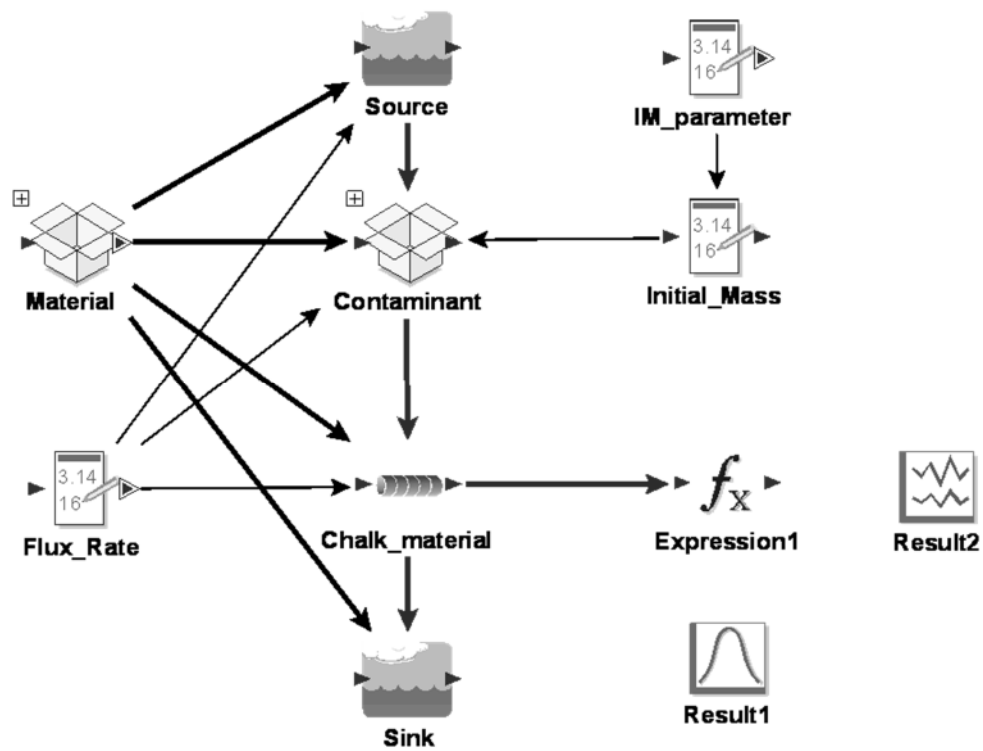 3.14
16
Source
IM_parameter
3.14
16
Material
Contaminant
Initial_Mass
3.14
16
Flux_Rate
Chalk_material
fx
Expression1
Result2
Sink
Result1